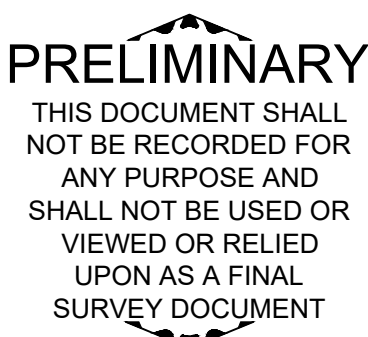 PRELIMINARY
THIS DOCUMENT SHALL
NOT BE RECORDED FOR
ANY PURPOSE AND
SHALL NOT BE USED OR
VIEWED OR RELIED
UPON AS A FINAL
SURVEY DOCUMENT